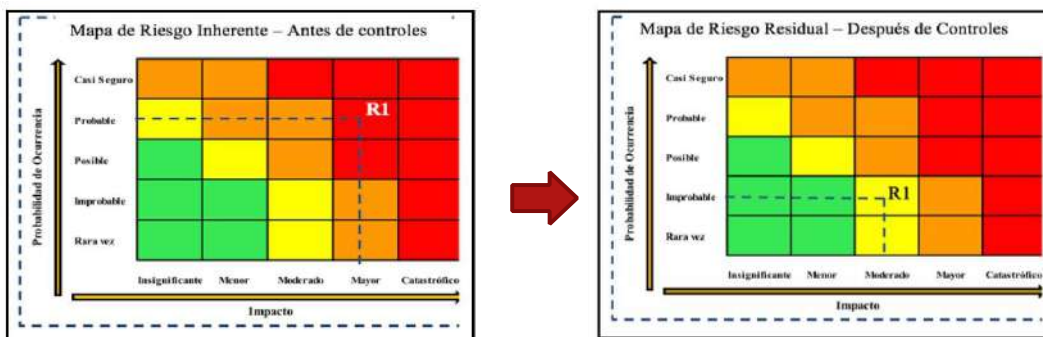 Mapa de Riesgo Inherente – Antes de controles
Probabilidad de Ocurrencia
Casi Seguro
Probable
R1
Posible
Improbable
Rara vez
Insignificante Menor Moderado Mayor Catastrófico
Impacto
Mapa de Riesgo Residual – Después de Controles
Probabilidad de Ocurrencia
Casi Seguro
Probable
Posible
Improbable
R1
Rara vez
Insignificante Menor Moderado Mayor Catastrófico
Impacto